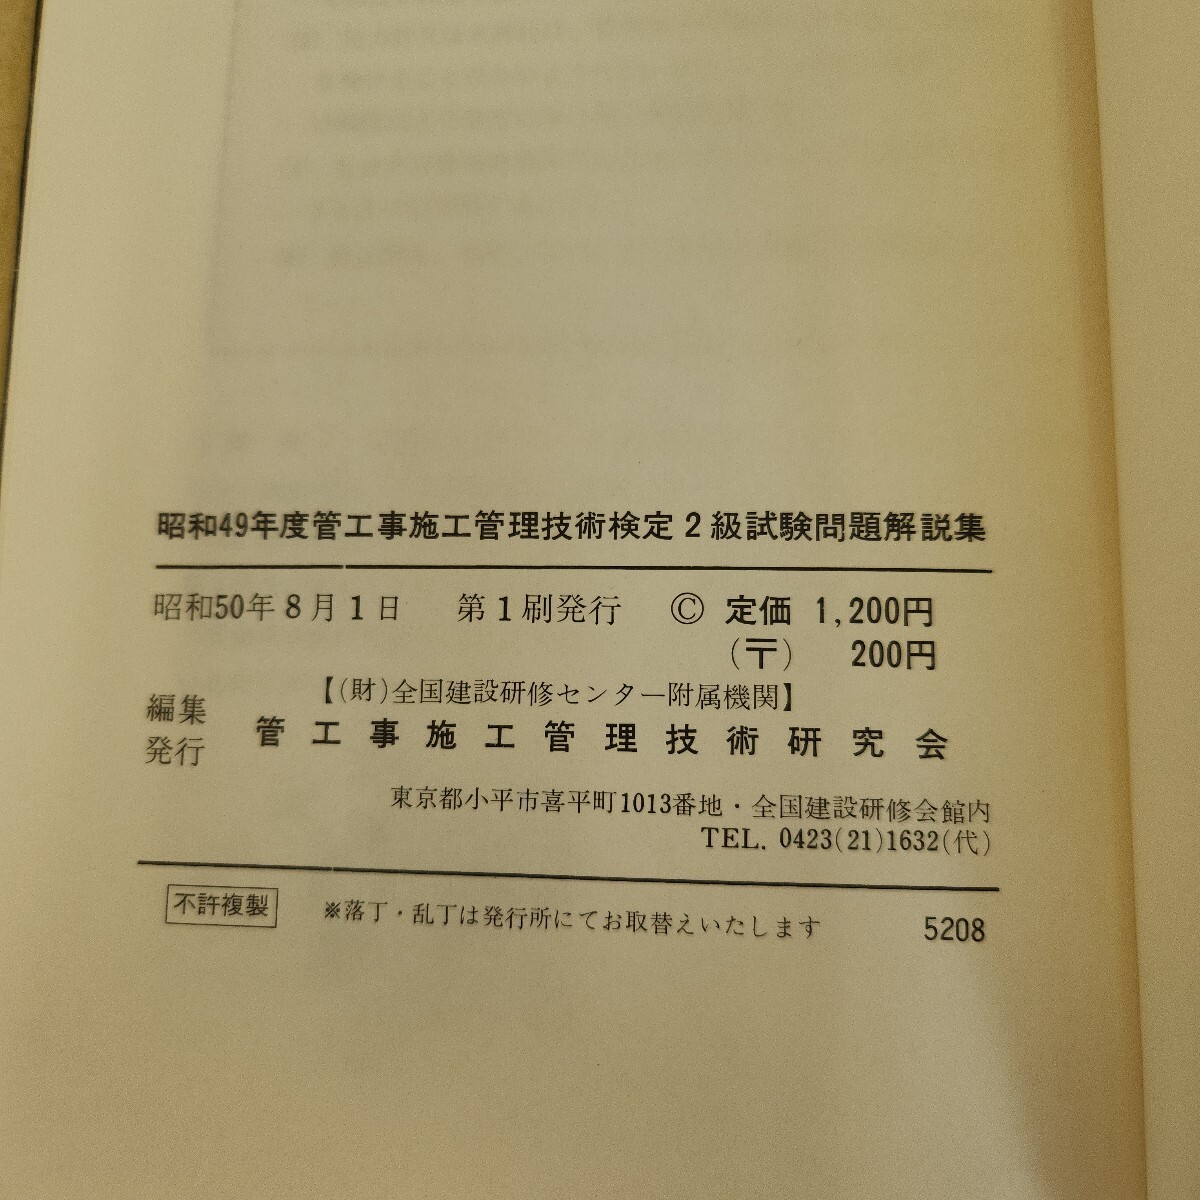 昭和49年度管工事施工管理技術検定2級試験問題解説集
昭和50年8月1日 第1刷発行 © 定価 1,200円
(〒) 200円
【(財)全国建設研修センター附属機関】
編集
発行 管工事施工管理技術研究会
東京都小平市喜平町1013番地・全国建設研修会館内
TEL. 0423(21)1632(代)
不許複製 ※落丁・乱丁は発行所にてお取替えいたします 5208